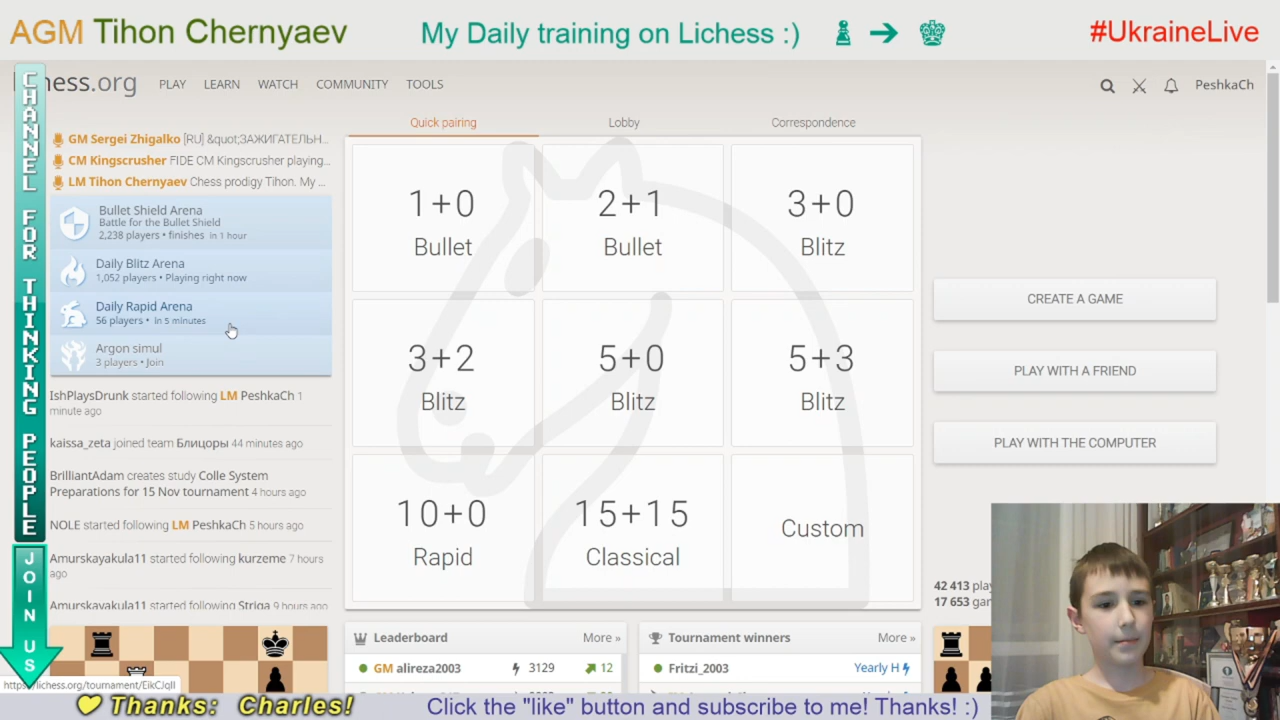 AGM Tihon Chernyaev
My Daily training on Lichess :)
#UkraineLive
CHANNEL FOR THINKING PEOPLE
JOIN US
hess.org
PLAY LEARN WATCH COMMUNITY TOOLS
PeshkaCh
GM Sergei Zhigalko [RU] &quot;ЗАЖИГАТЕЛЬН...
CM Kingscrusher FIDE CM Kingscrusher playing...
LM Tihon Chernyaev Chess prodigy Tihon. My ...
Bullet Shield Arena
Battle for the Bullet Shield
2,238 players • finishes In 1 hour
Daily Blitz Arena
1,052 players • Playing right now
Daily Rapid Arena
56 players • In 5 minutes
Argon simul
3 players • Join
IshPlaysDrunk started following LM PeshkaCh 1
minute ago
kaissa_zeta joined team Блицоры 44 minutes ago
BrilliantAdam creates study Colle System
Preparations for 15 Nov tournament 4 hours ago
NOLE started following LM PeshkaCh 5 hours ago
Amurskayakula11 started following kurzeme 7 hours
ago
Amurskayakula11 started following Striga 9 hours ago
https://lichess.org/tournament/EikCJqlI
Quick pairing Lobby Correspondence
1+0 2+1 3+0
Bullet Bullet Blitz
3+2 5+0 5+3
Blitz Blitz Blitz
10+0 15+15 Custom
Rapid Classical
CREATE A GAME
PLAY WITH A FRIEND
PLAY WITH THE COMPUTER
42 413 pla
17 653 gam
Leaderboard More »
GM alireza2003 3129 12
Tournament winners More »
Fritzi_2003 Yearly H
Thanks: Charles!
Click the "like" button and subscribe to me! Thanks! :)